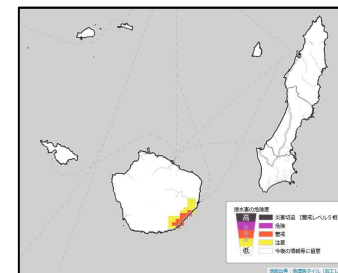 浸水害の危険度
高
災害切迫 【警戒レベル5相
危険
警戒
注意
低
今後の情報等に留意